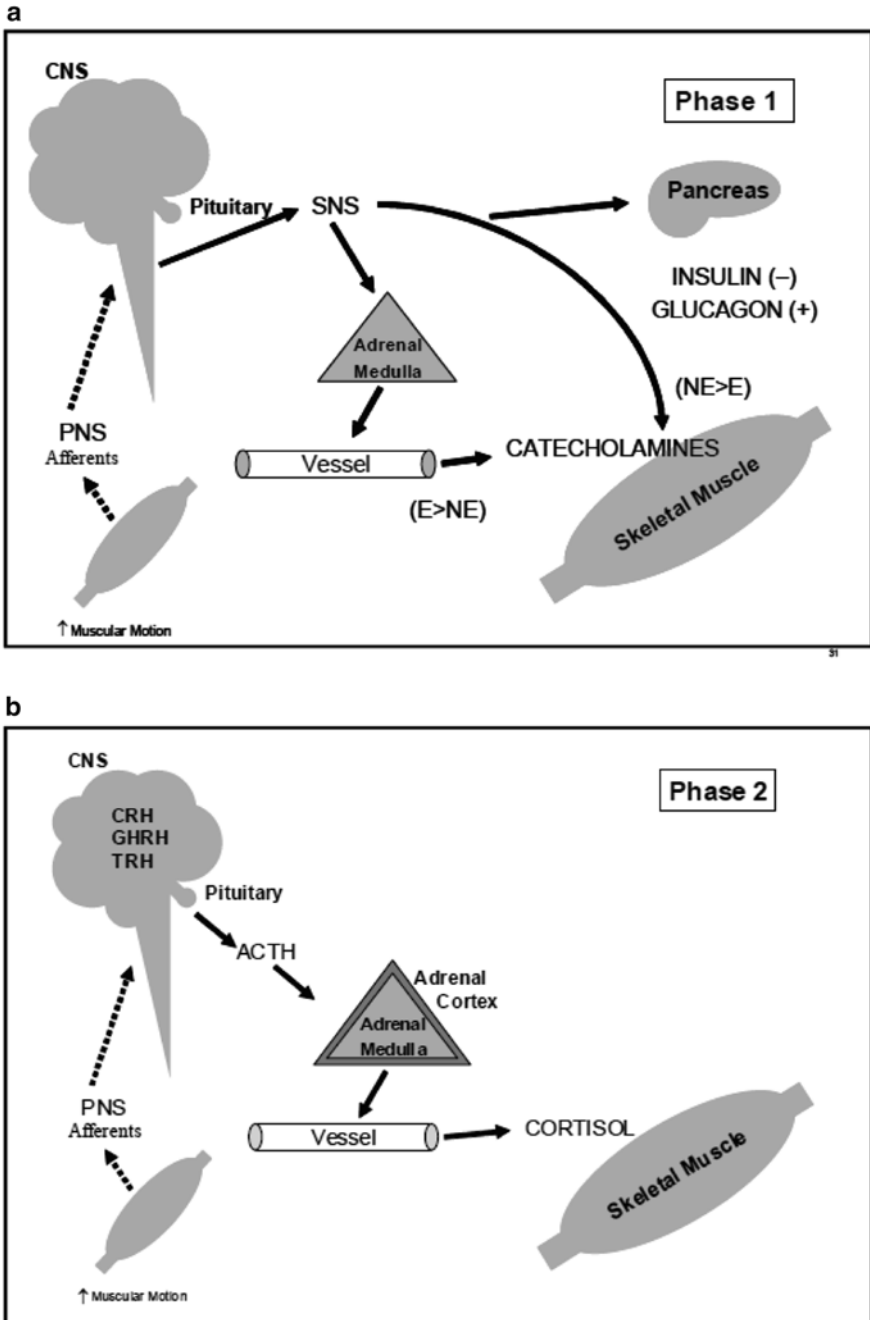 a
CNS
Phase 1
Pituitary
SNS
Pancreas
INSULIN (–)
GLUCAGON (+)
Adrenal
Medulla
(NE>E)
PNS
Afferents
Vessel
CATECHOLAMINES
(E>NE)
Skeletal Muscle
↑ Muscular Motion
31
b
CNS
Phase 2
CRH
GHRH
TRH
Pituitary
ACTH
Adrenal
Cortex
Adrenal
Medulla
PNS
Afferents
Vessel
CORTISOL
Skeletal Muscle
↑ Muscular Motion